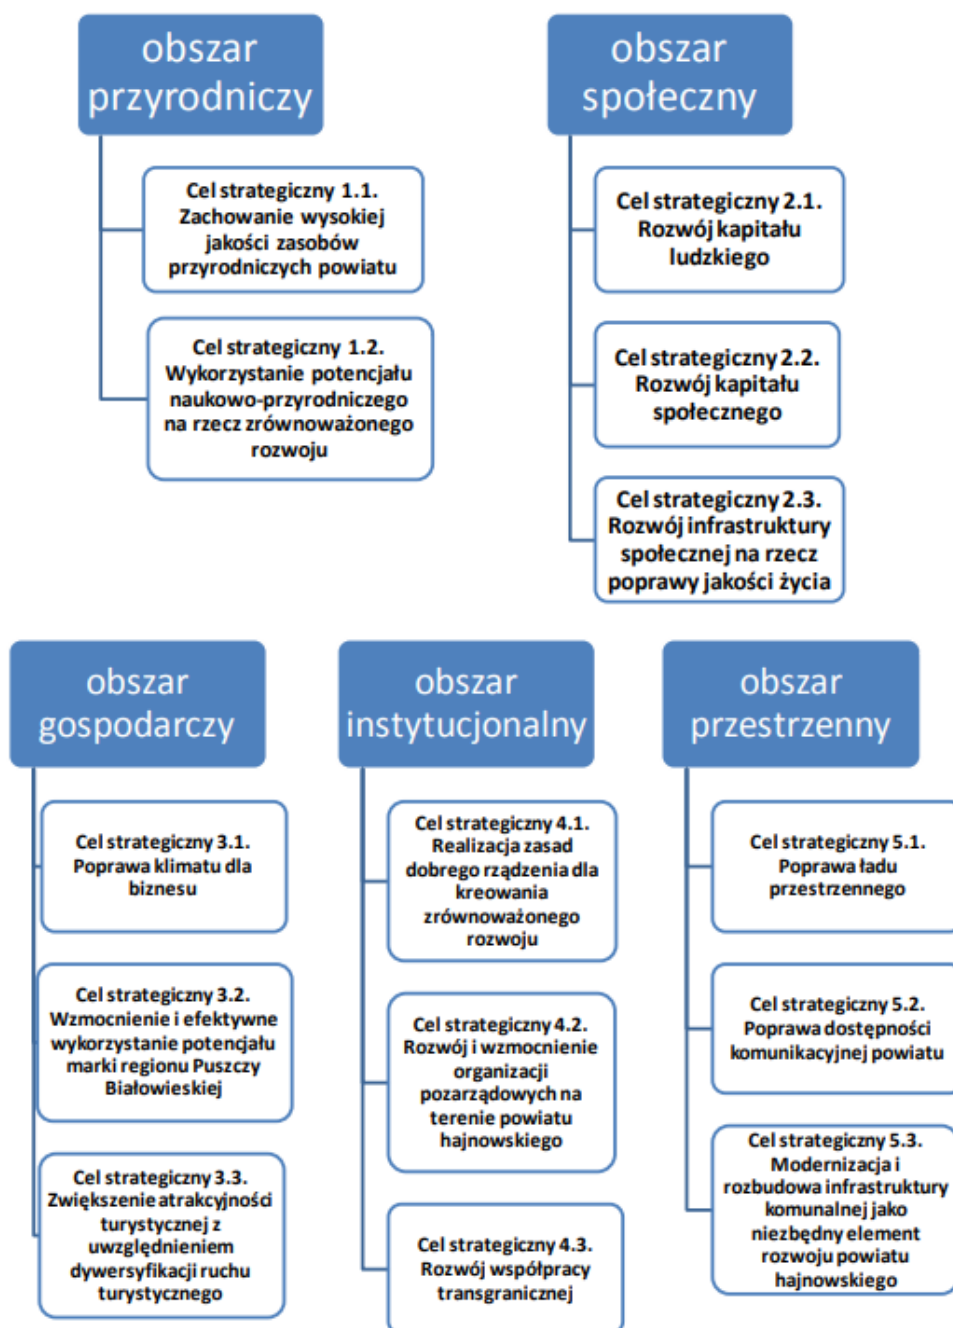 obszar
przyrodniczy
Cel strategiczny 1.1.
Zachowanie wysokiej
jakości zasobów
przyrodniczych powiatu
Cel strategiczny 1.2.
Wykorzystanie potencjału
naukowo-przyrodniczego
na rzecz zrównoważonego
rozwoju
obszar
społeczny
Cel strategiczny 2.1.
Rozwój kapitału
ludzkiego
Cel strategiczny 2.2.
Rozwój kapitału
społecznego
Cel strategiczny 2.3.
Rozwój infrastruktury
społecznej na rzecz
poprawy jakości życia
obszar
gospodarczy
Cel strategiczny 3.1.
Poprawa klimatu dla
biznesu
Cel strategiczny 3.2.
Wzmocnienie i efektywne
wykorzystanie potencjału
marki regionu Puszczy
Białowieskiej
Cel strategiczny 3.3.
Zwiększenie atrakcyjności
turystycznej z
uwzględnieniem
dywersyfikacji ruchu
turystycznego
obszar
instytucjonalny
Cel strategiczny 4.1.
Realizacja zasad
dobrego rządzenia dla
kreowania
zrównoważonego
rozwoju
Cel strategiczny 4.2.
Rozwój i wzmocnienie
organizacji
pozarządowych na
terenie powiatu
hajnowskiego
Cel strategiczny 4.3.
Rozwój współpracy
transgranicznej
obszar
przestrzenny
Cel strategiczny 5.1.
Poprawa ładu
przestrzennego
Cel strategiczny 5.2.
Poprawa dostępności
komunikacyjnej powiatu
Cel strategiczny 5.3.
Modernizacja i
rozbudowa infrastruktury
komunalnej jako
niezbędny element
rozwoju powiatu
hajnowskiego